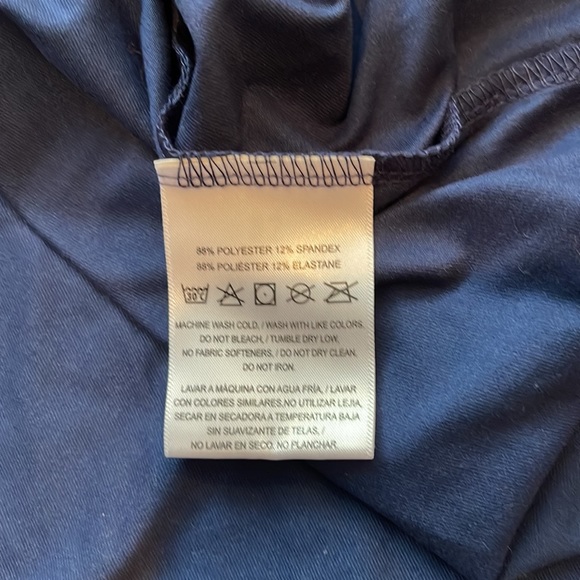 88% POLYESTER 12% SPANDEX
88% POLIÉSTER 12% ELASTANE
30°C
MACHINE WASH COLD. / WASH WITH LIKE COLORS.
DO NOT BLEACH, / TUMBLE DRY LOW.
NO FABRIC SOFTENERS, / DO NOT DRY CLEAN.
DO NOT IRON.
LAVAR A MÁQUINA CON AGUA FRÍA, / LAVAR
CON COLORES SIMILARES,NO UTILIZAR LEJIA,
SECAR EN SECADORA A TEMPERATURA BAJA
SIN SUAVIZANTE DE TELAS, /
NO LAVAR EN SECO. NO PLANCHAR.